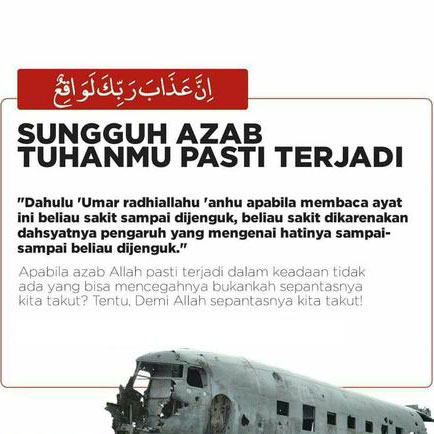 اِنَّ عَذَابَ رَبِّكَ لَوَاقِعٌ
SUNGGUH AZAB
TUHANMU PASTI TERJADI
"Dahulu 'Umar radhiallahu 'anhu apabila membaca ayat
ini beliau sakit sampai dijenguk, beliau sakit dikarenakan
dahsyatnya pengaruh yang mengenai hatinya sampai-
sampai beliau dijenguk."
Apabila azab Allah pasti terjadi dalam keadaan tidak
ada yang bisa mencegahnya bukankah sepantasnya
kita takut? Tentu, Demi Allah sepantasnya kita takut!